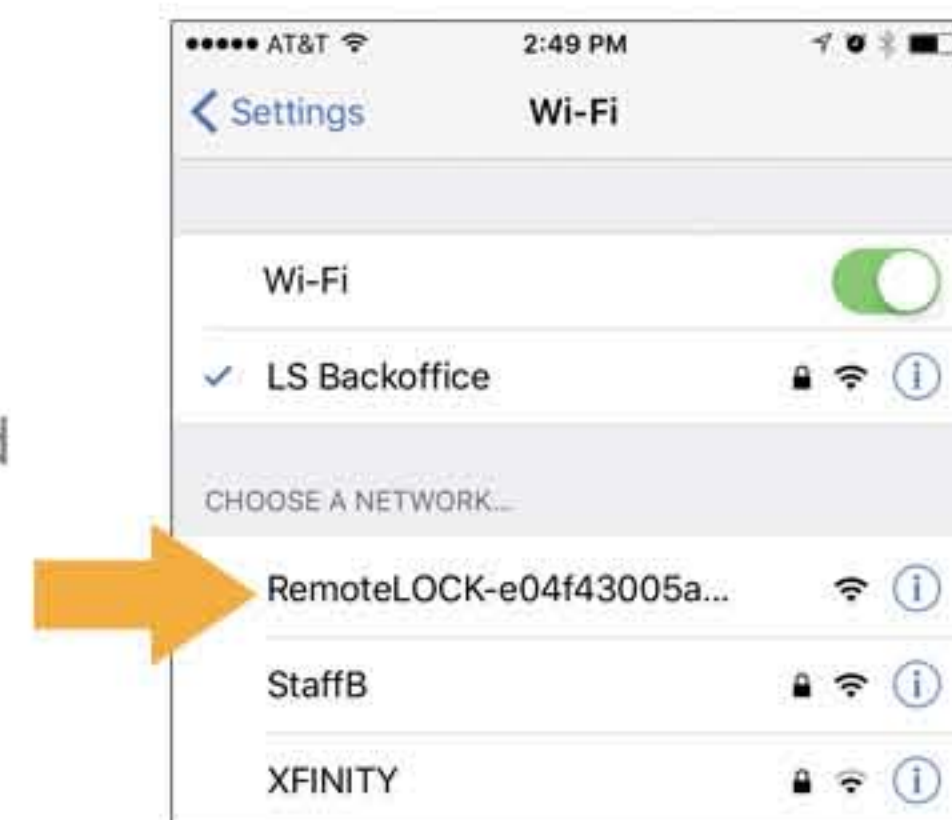 AT&T 2:49 PM
Settings Wi-Fi
Wi-Fi
LS Backoffice
CHOOSE A NETWORK...
RemoteLOCK-e04f43005a...
StaffB
XFINITY